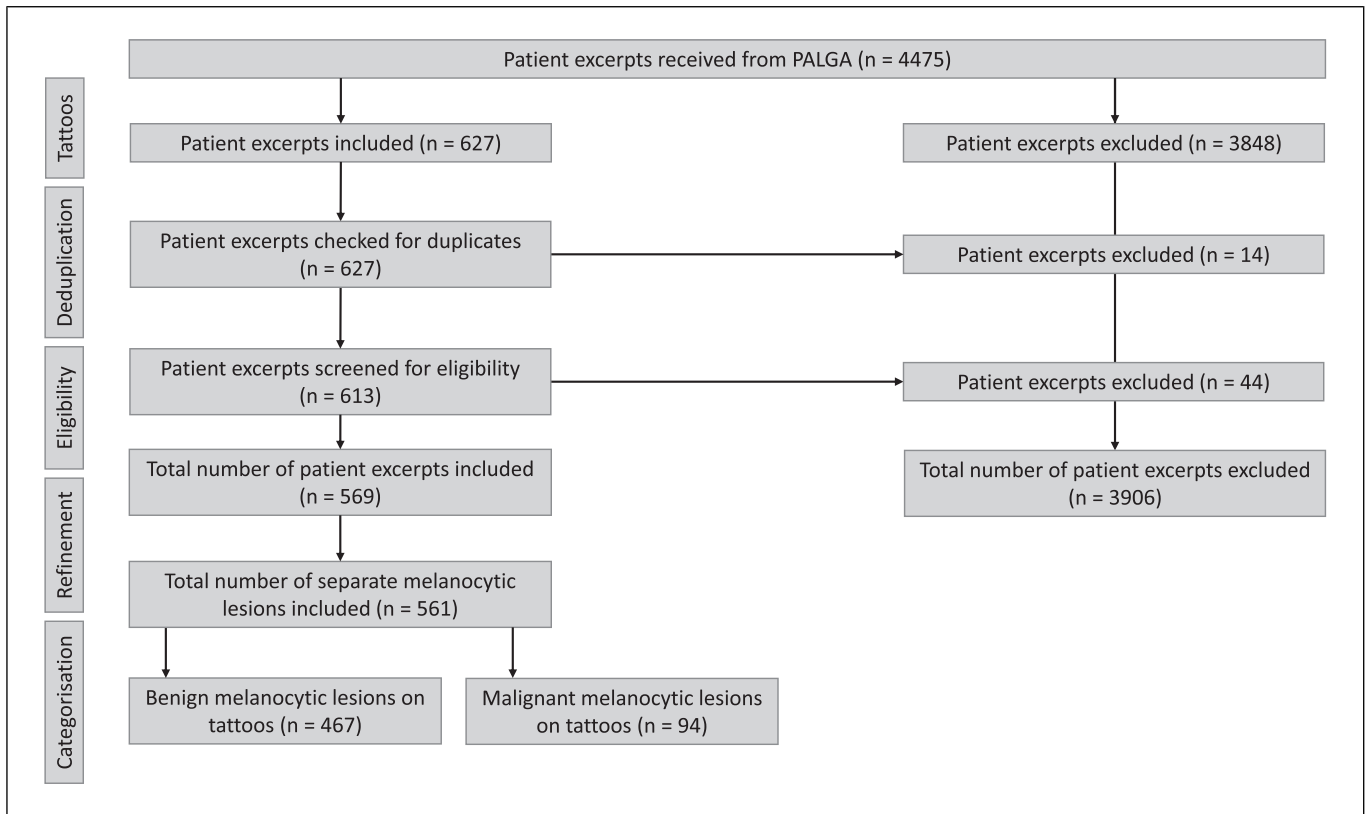 Patient excerpts received from PALGA (n = 4475)
Tattoos
Patient excerpts included (n = 627)
Patient excerpts excluded (n = 3848)
Deduplication
Patient excerpts checked for duplicates
(n = 627)
Patient excerpts excluded (n = 14)
Eligibility
Patient excerpts screened for eligibility
(n = 613)
Patient excerpts excluded (n = 44)
Total number of patient excerpts included
(n = 569)
Total number of patient excerpts excluded
(n = 3906)
Refinement
Total number of separate melanocytic
lesions included (n = 561)
Categorisation
Benign melanocytic lesions on
tattoos (n = 467)
Malignant melanocytic lesions
on tattoos (n = 94)